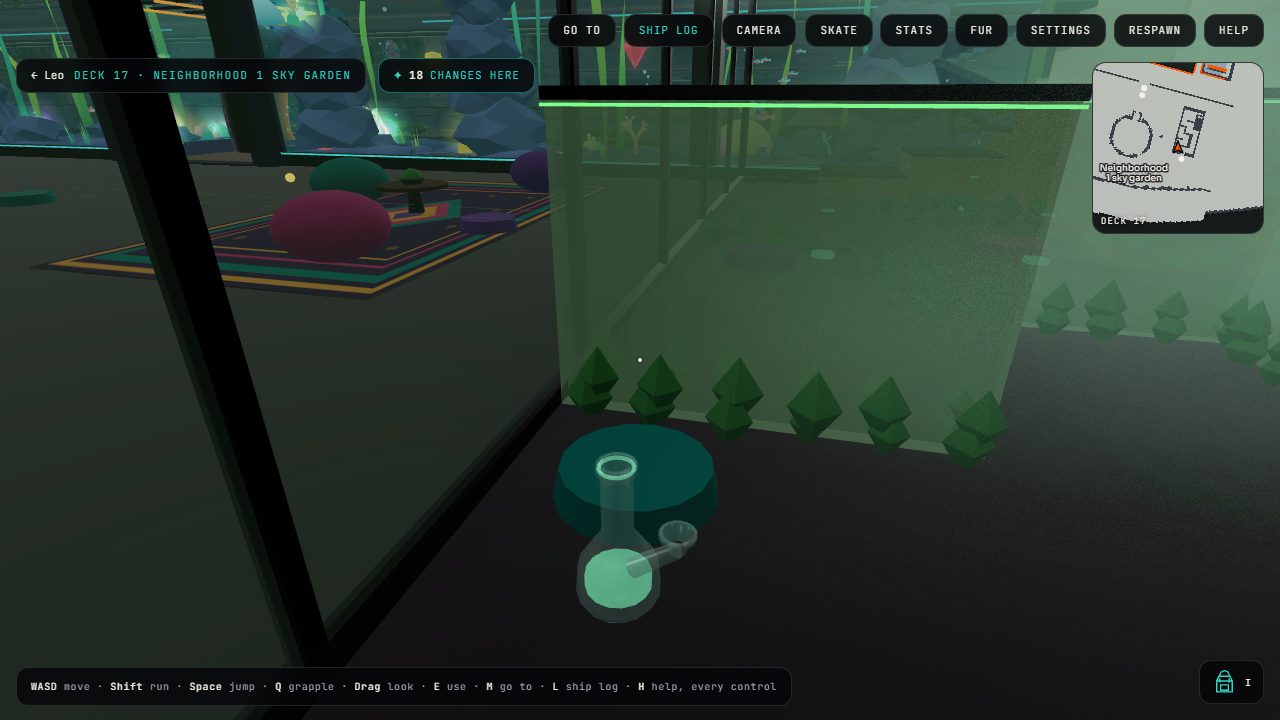 GO TO
SHIP LOG
CAMERA
SKATE
STATS
FUR
SETTINGS
RESPAWN
HELP
← Leo DECK 17 · NEIGHBORHOOD 1 SKY GARDEN
✦ 18 CHANGES HERE
Neighborhood
1 sky garden
DECK 17
WASD move · Shift run · Space jump · Q grapple · Drag look · E use · M go to · L ship log · H help, every control
I